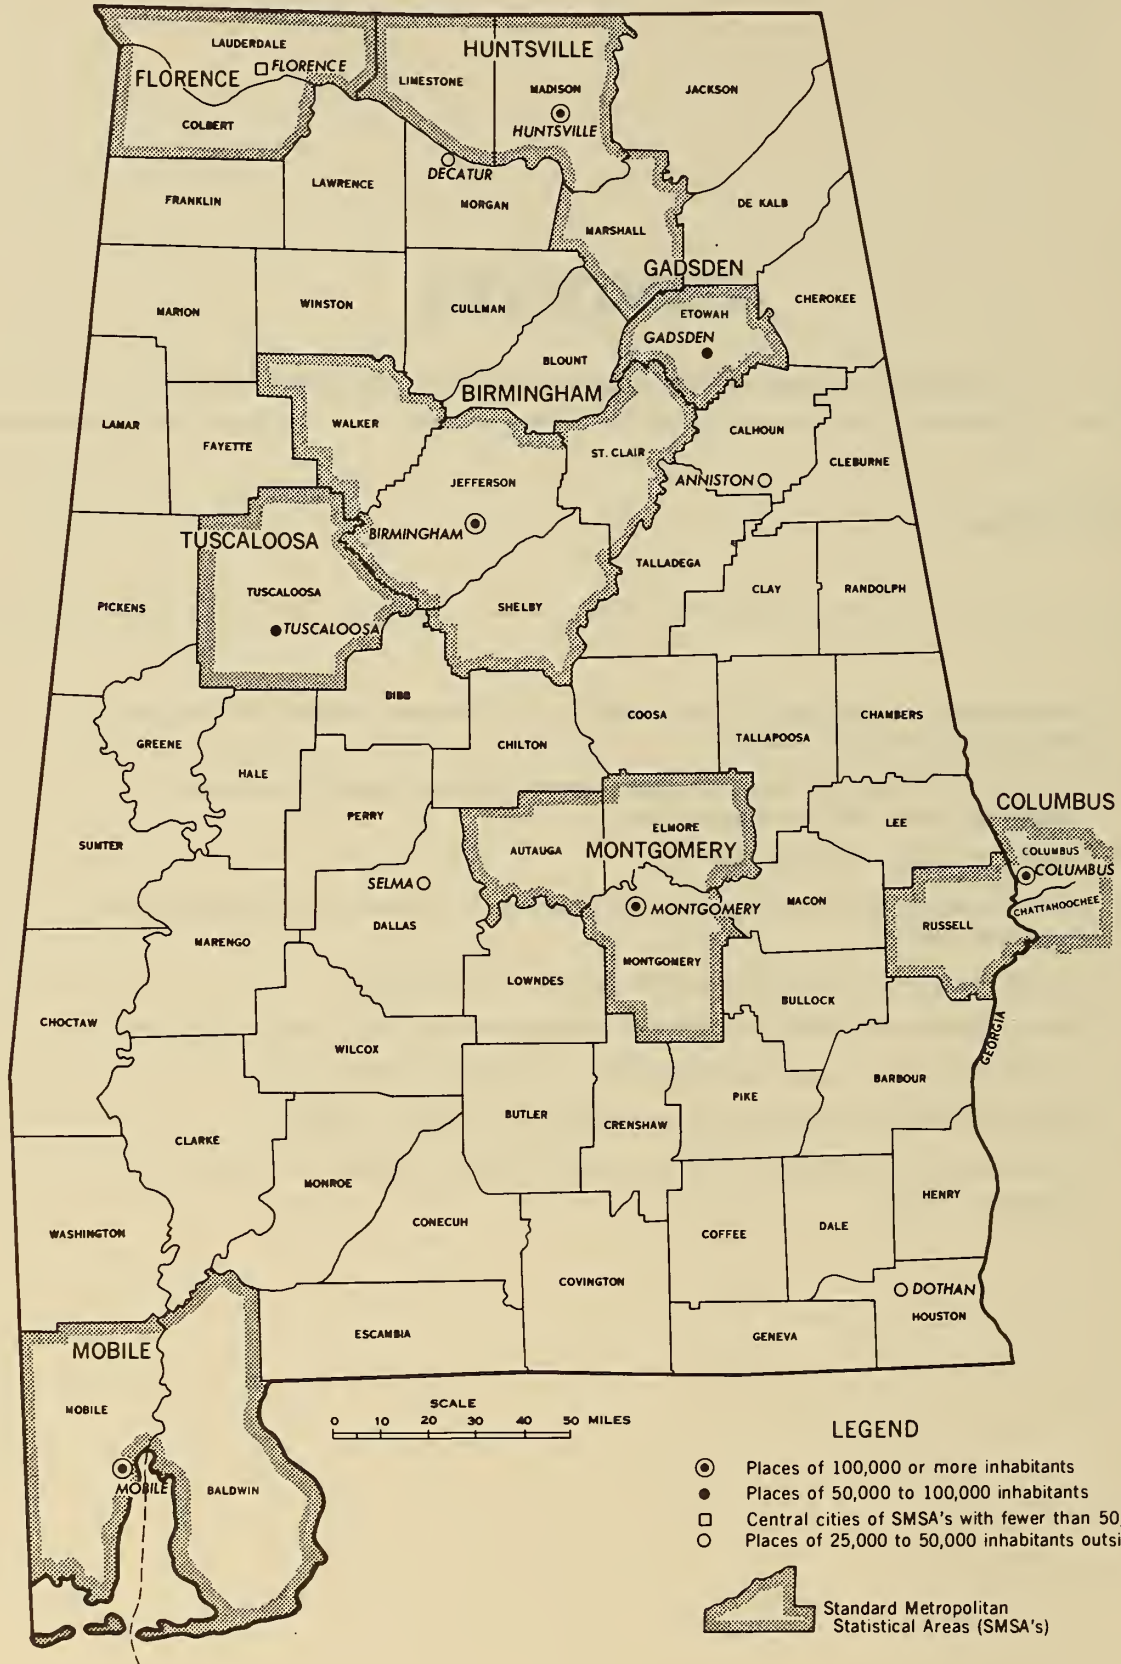 LAUDERDALE
FLORENCE
FLORENCE
COLBERT
HUNTSVILLE
LIMESTONE
MADISON
HUNTSVILLE
JACKSON
DECATUR
LAWRENCE
FRANKLIN
MORGAN
DE KALB
MARSHALL
GADSDEN
MARION
WINSTON
CULLMAN
ETOWAH
CHEROKEE
GADSDEN
BLOUNT
BIRMINGHAM
LAMAR
WALKER
CALHOUN
FAYETTE
ST. CLAIR
CLEBURNE
JEFFERSON
ANNISTON
BIRMINGHAM
TUSCALOOSA
TALLADEGA
TUSCALOOSA
CLAY
RANDOLPH
PICKENS
SHELBY
TUSCALOOSA
BIBB
COOSA
CHAMBERS
GREENE
CHILTON
TALLAPOOSA
HALE
COLUMBUS
PERRY
LEE
ELMORE
SUMTER
AUTAUGA
MONTGOMERY
COLUMBUS
COLUMBUS
SELMA
MACON
CHATTAHOOCHEE
MONTGOMERY
DALLAS
RUSSELL
MARENGO
MONTGOMERY
LOWNDES
BULLOCK
CHOCTAW
GEORGIA
WILCOX
BARBOUR
PIKE
BUTLER
CRENSHAW
CLARKE
MONROE
HENRY
CONECUH
WASHINGTON
COFFEE
DALE
COVINGTON
DOTHAN
HOUSTON
ESCAMBIA
GENEVA
MOBILE
MOBILE
MOBILE
BALDWIN
SCALE
0 10 20 30 40 50 MILES
LEGEND
Places of 100,000 or more inhabitants
Places of 50,000 to 100,000 inhabitants
Central cities of SMSA's with fewer than 50,
Places of 25,000 to 50,000 inhabitants outsi
Standard Metropolitan
Statistical Areas (SMSA's)